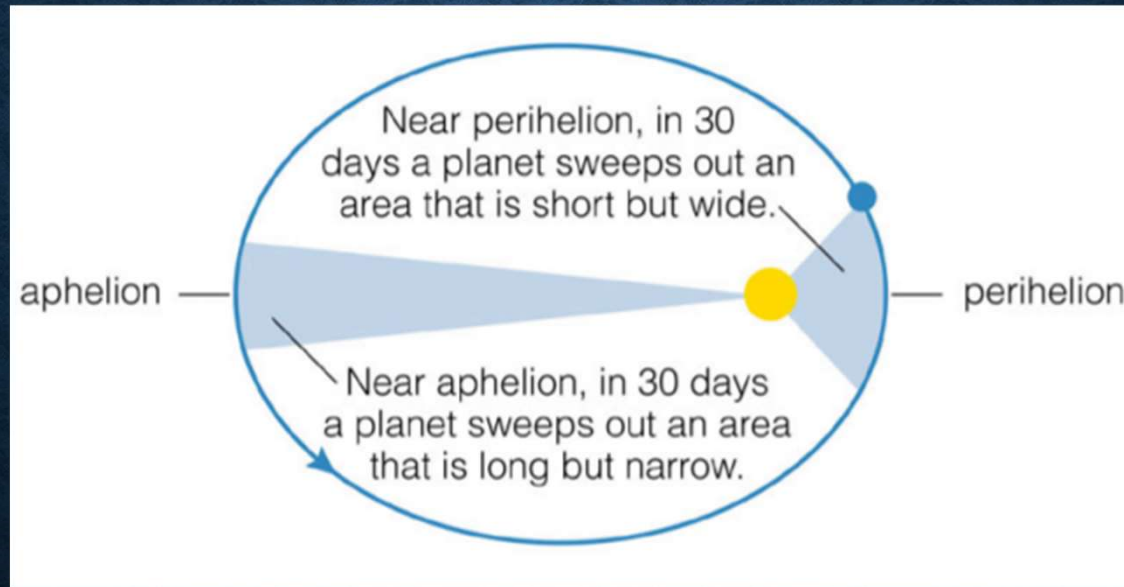 Near perihelion, in 30
days a planet sweeps out an
area that is short but wide.
aphelion
perihelion
Near aphelion, in 30 days
a planet sweeps out an area
that is long but narrow.